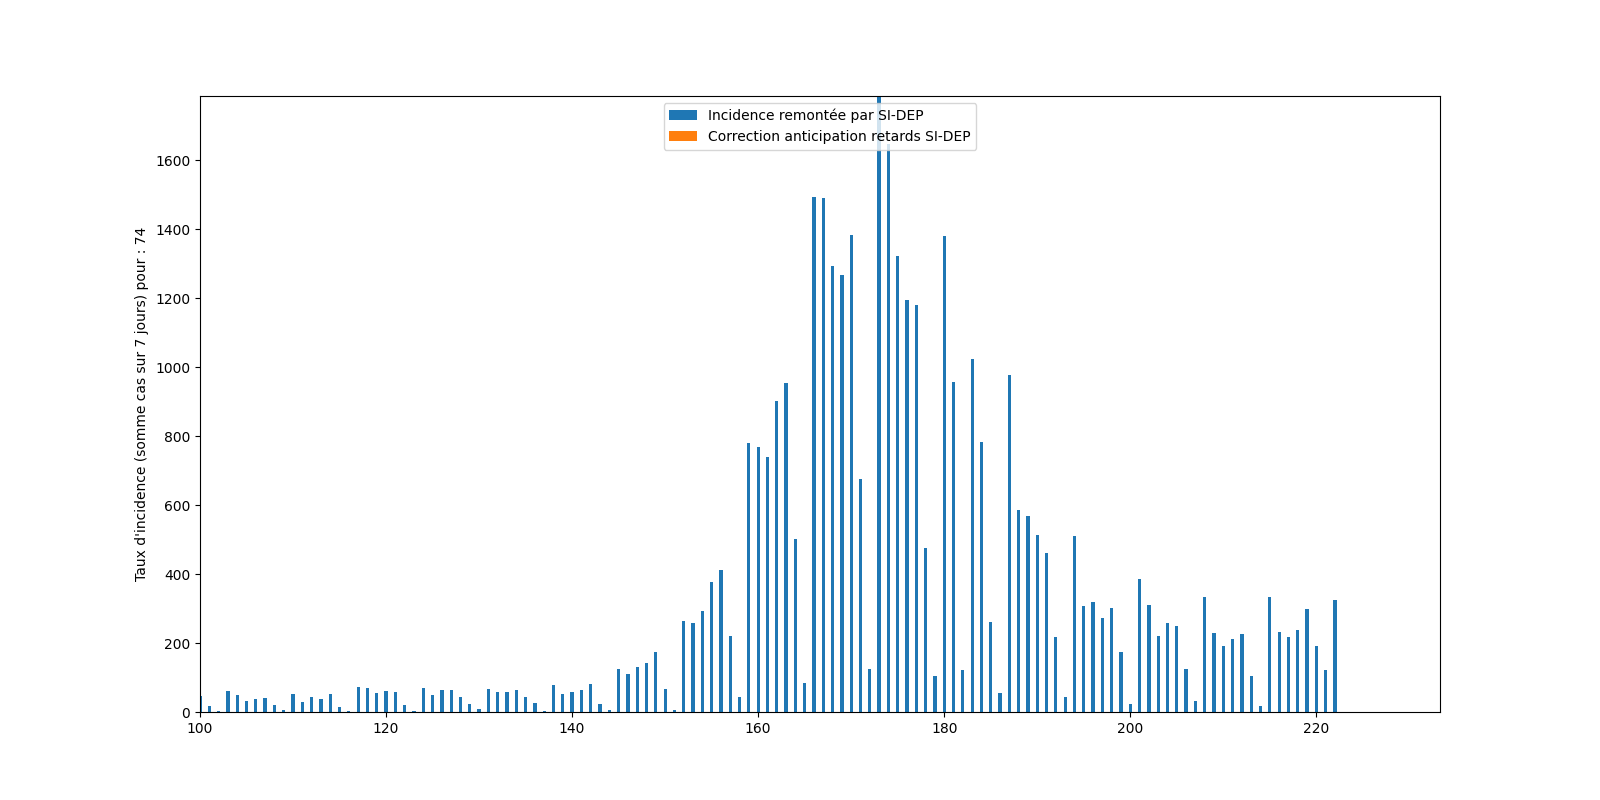 Incidence remontée par SI-DEP
Correction anticipation retards SI-DEP
Taux d'incidence (somme cas sur 7 jours) pour : 74
1600
1400
1200
1000
800
600
400
200
0
100 120 140 160 180 200 220